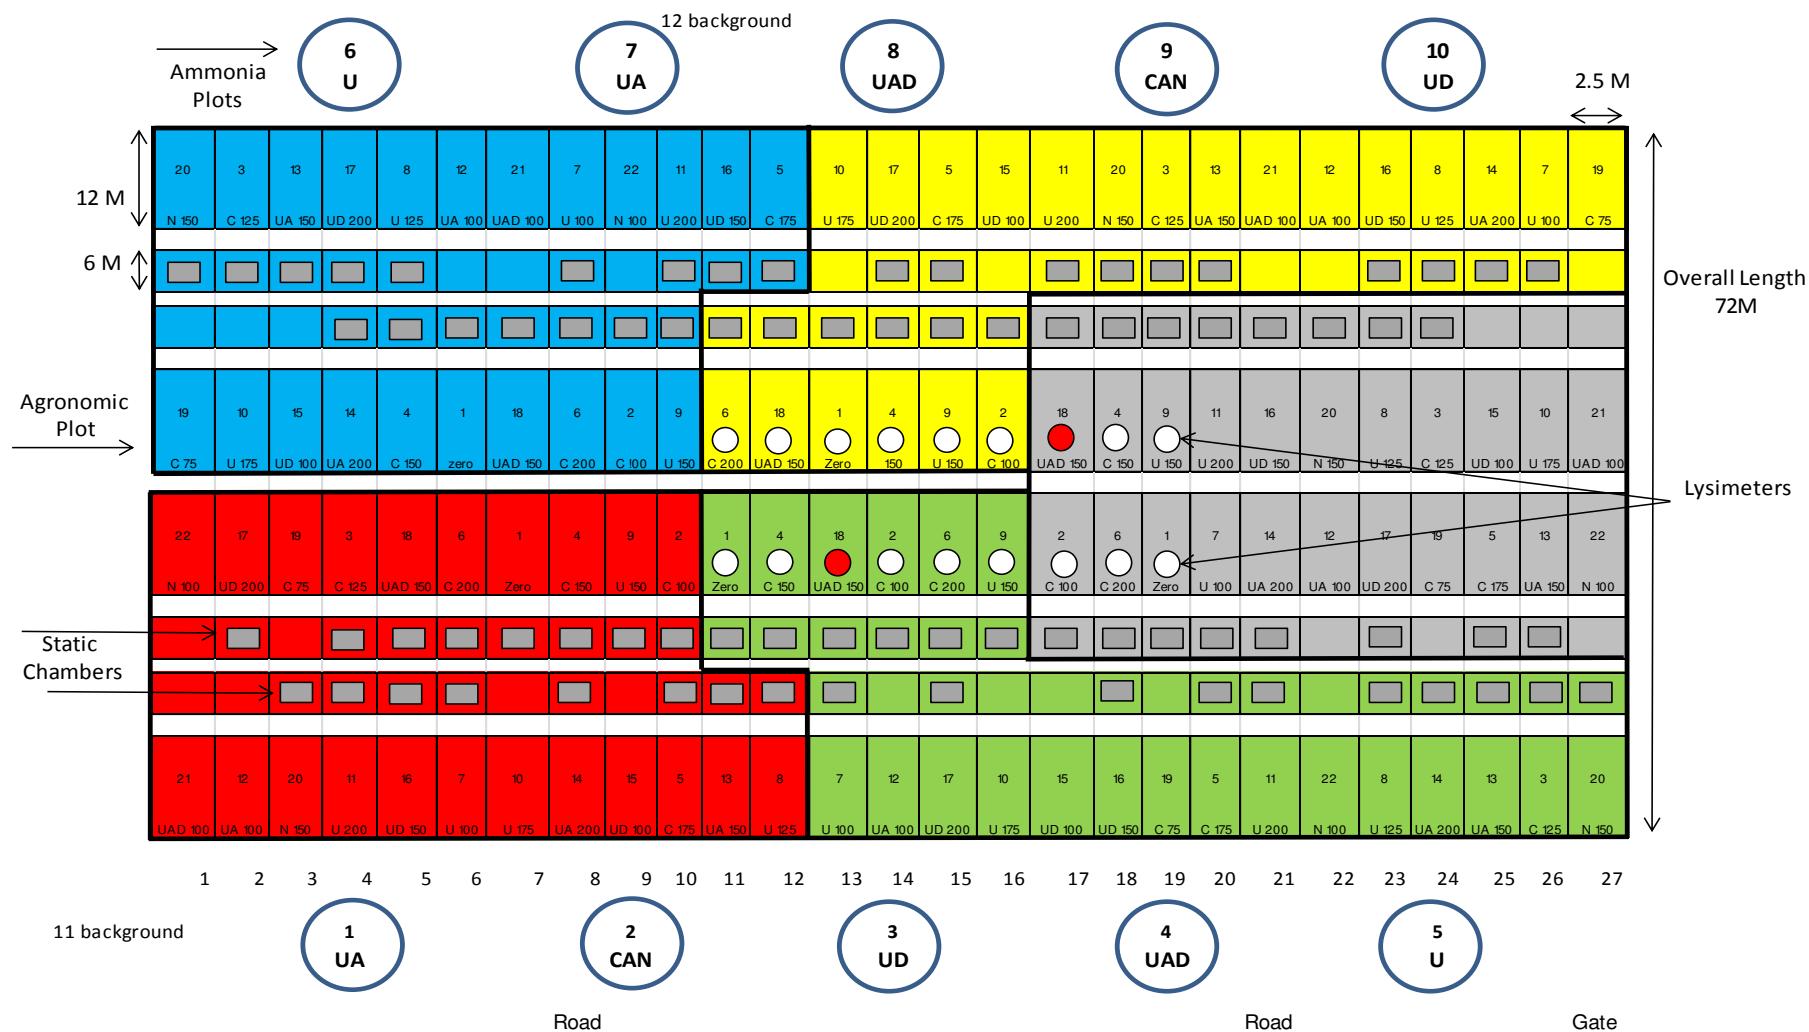 12 background
6 7 8 9 10
U UA UAD CAN UD
Ammonia
Plots
2.5 M
20 3 13 17 8 12 21 7 22 11 16 5 10 17 5 15 11 20 3 13 21 12 16 8 14 7 19
12 M
N 150 C 125 UA 150 UD 200 U 125 UA 100 UAD 100 U 100 N 100 U 200 UD 150 C 175 U 175 UD 200 C 175 UD 100 U 200 N 150 C 125 UA 150 UAD 100 UA 100 UD 150 U 125 UA 200 U 100 C 75
6 M
Overall Length
72M
Agronomic
Plot
19 10 15 14 4 1 18 6 2 9 6 18 1 4 9 2 18 4 9 11 16 20 8 3 15 10 21
C 75 U 175 UD 100 UA 200 C 150 zero UAD 150 C 200 C 100 U 150 C 200 UAD 150 Zero 150 U 150 C 100 UAD 150 C 150 U 150 U 200 UD 150 N 150 U 125 C 125 UD 100 U 175 UAD 100
Lysimeters
22 17 19 3 18 6 1 4 9 2 1 4 18 2 6 9 2 6 1 7 14 12 17 19 5 13 22
N 100 UD 200 C 75 C 125 UAD 150 C 200 Zero C 150 U 150 C 100 Zero C 150 UAD 150 C 100 C 200 U 150 C 100 C 200 Zero U 100 UA 200 UA 100 UD 200 C 75 C 175 UA 150 N 100
Static
Chambers
21 12 20 11 16 7 10 14 15 5 13 8 7 12 17 10 15 16 19 5 11 22 8 14 13 3 20
UAD 100 UA 100 N 150 U 200 UD 150 U 100 U 175 UA 200 UD 100 C 175 UA 150 U 125 U 100 UA 100 UD 200 U 175 UD 100 UD 150 C 75 C 175 U 200 N 100 U 125 UA 200 UA 150 C 125 N 150
1 2 3 4 5 6 7 8 9 10 11 12 13 14 15 16 17 18 19 20 21 22 23 24 25 26 27
11 background
1 2 3 4 5
UA CAN UD UAD U
Road Road Gate